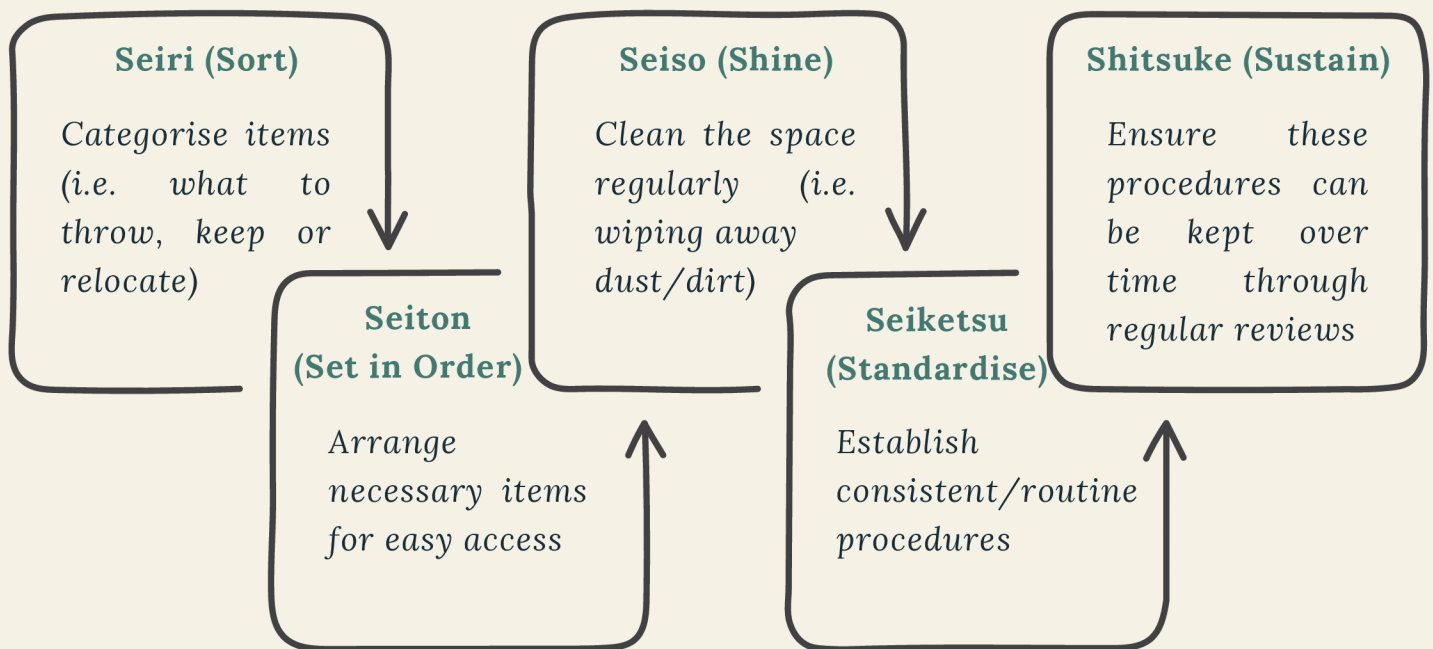 Seiri (Sort)
Categorise items
(i.e. what to
throw, keep or
relocate)
Seiton
(Set in Order)
Arrange
necessary items
for easy access
Seiso (Shine)
Clean the space
regularly (i.e.
wiping away
dust/dirt)
Seiketsu
(Standardise)
Establish
consistent/routine
procedures
Shitsuke (Sustain)
Ensure these
procedures can
be kept over
time through
regular reviews